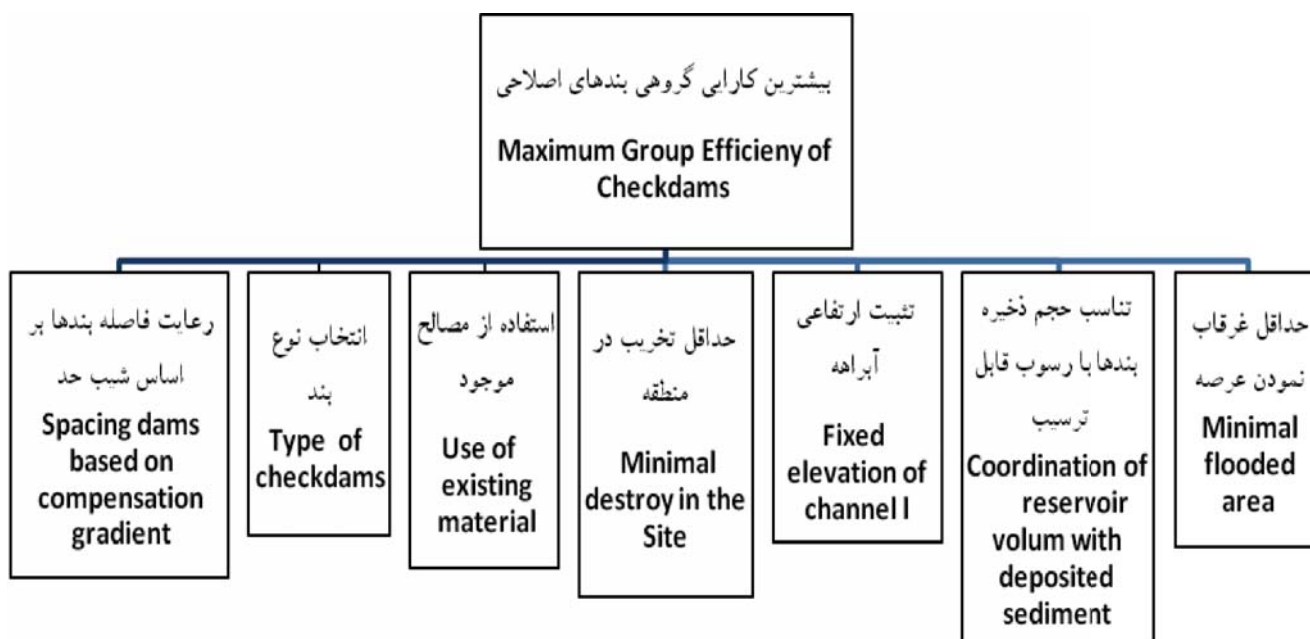 بیشترین کارایی گروهی بندهای اصلاحی
Maximum Group Efficieny of
Checkdams
رعایت فاصله بندها بر
اساس شیب حد
Spacing dams
based on
compensation
gradient
انتخاب نوع
بند
Type of
checkdams
استفاده از مصالح
موجود
Use of
existing
material
حداقل تخریب در
منطقه
Minimal
destroy in the
Site
تثبیت ارتفاعی
آبراهه
Fixed
elevation of
channel l
تناسب حجم ذخیره
بندها با رسوب قابل
ترسیب
Coordination of
reservoir
volum with
deposited
sediment
حداقل غرقاب
نمودن عرصه
Minimal
flooded
area